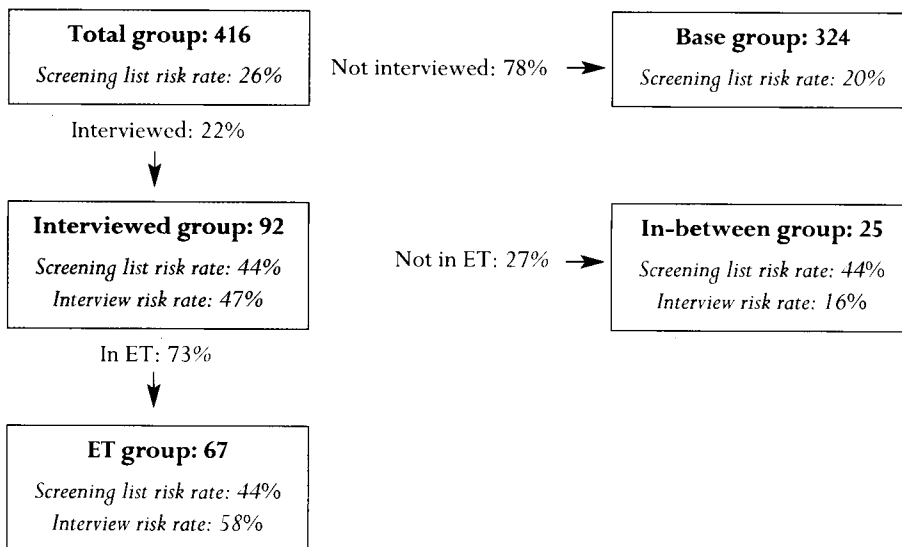 Total group: 416
Screening list risk rate: 26%
Not interviewed: 78%
Base group: 324
Screening list risk rate: 20%
Interviewed: 22%
Interviewed group: 92
Screening list risk rate: 44%
Interview risk rate: 47%
Not in ET: 27%
In-between group: 25
Screening list risk rate: 44%
Interview risk rate: 16%
In ET: 73%
ET group: 67
Screening list risk rate: 44%
Interview risk rate: 58%